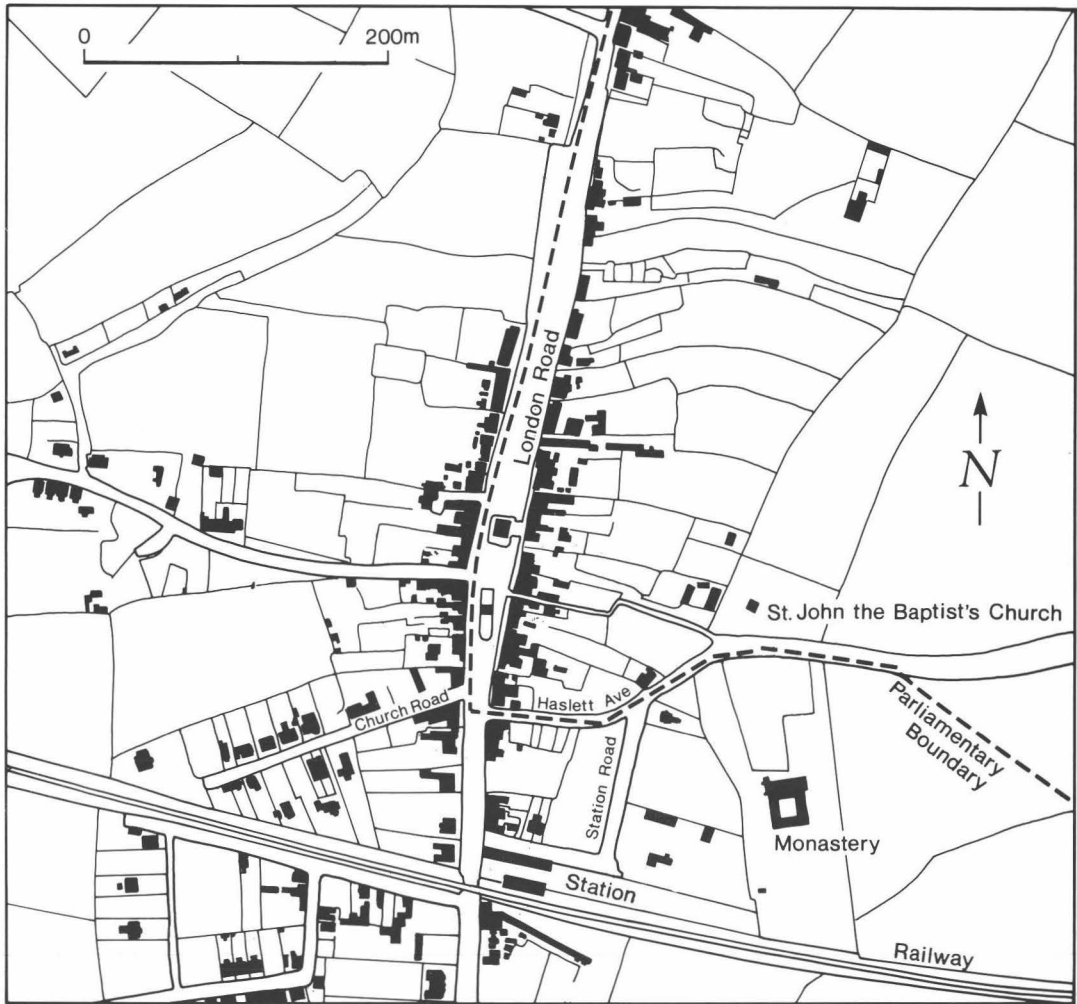 0 200m
London Road
N
St. John the Baptist's Church
Church Road
Haslett Ave
Parliamentary
Boundary
Station Road
Monastery
Station
Railway